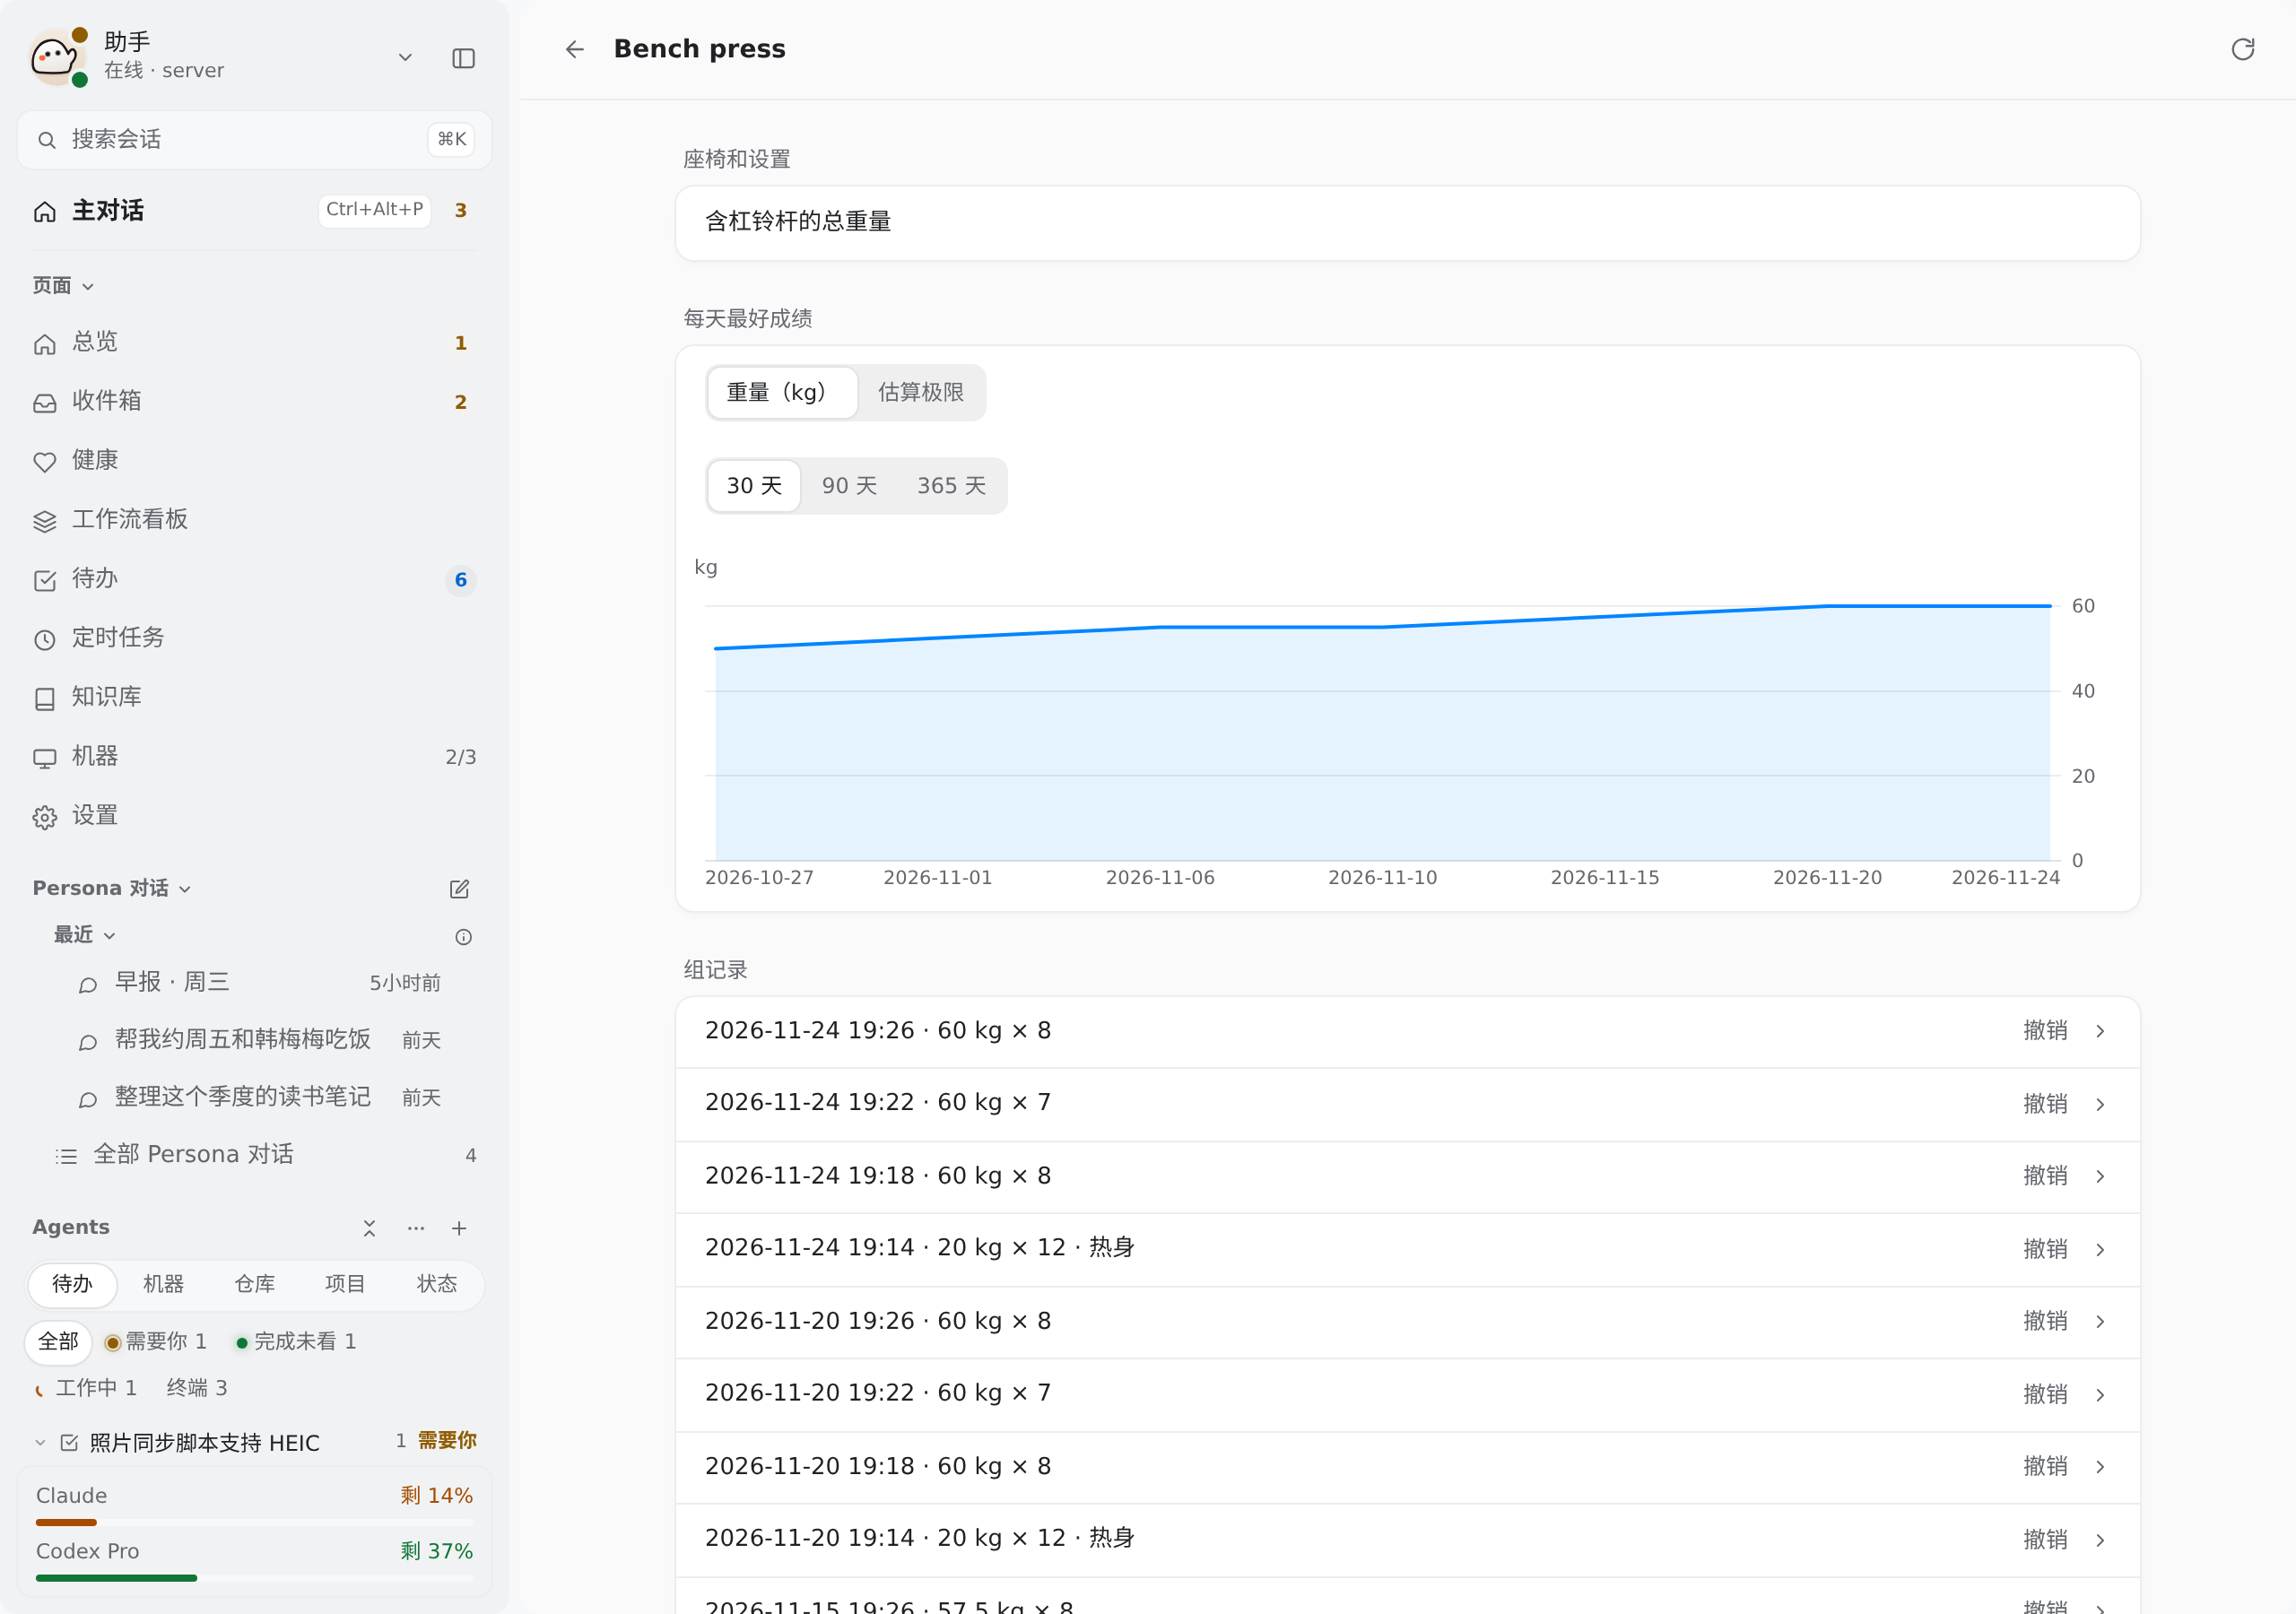 助手
在线 · server
搜索会话 ⌘K
主对话 Ctrl+Alt+P 3
页面
总览 1
收件箱 2
健康
工作流看板
待办 6
定时任务
知识库
机器 2/3
设置
Persona 对话
最近
早报 · 周三 5小时前
帮我约周五和韩梅梅吃饭 前天
整理这个季度的读书笔记 前天
全部 Persona 对话 4
Agents
待办 机器 仓库 项目 状态
全部 需要你 1 完成未看 1
工作中 1 终端 3
照片同步脚本支持 HEIC 1 需要你
Claude 剩 14%
Codex Pro 剩 37%
Bench press
座椅和设置
含杠铃杆的总重量
每天最好成绩
重量（kg） 估算极限
30 天 90 天 365 天
kg
60
40
20
0
2026-10-27 2026-11-01 2026-11-06 2026-11-10 2026-11-15 2026-11-20 2026-11-24
组记录
2026-11-24 19:26 · 60 kg × 8 撤销
2026-11-24 19:22 · 60 kg × 7 撤销
2026-11-24 19:18 · 60 kg × 8 撤销
2026-11-24 19:14 · 20 kg × 12 · 热身 撤销
2026-11-20 19:26 · 60 kg × 8 撤销
2026-11-20 19:22 · 60 kg × 7 撤销
2026-11-20 19:18 · 60 kg × 8 撤销
2026-11-20 19:14 · 20 kg × 12 · 热身 撤销
2026-11-15 19:26 · 57.5 kg × 8 撤销